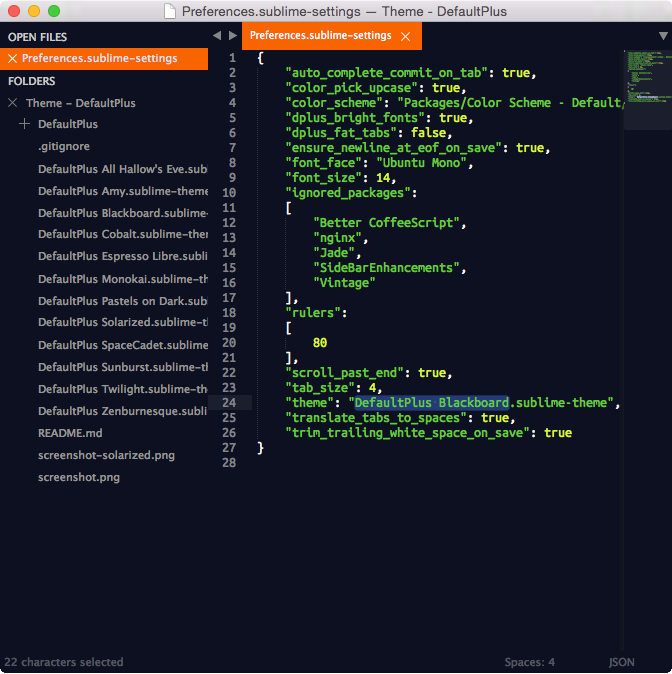 Preferences.sublime-settings — Theme - DefaultPlus
OPEN FILES
Preferences.sublime-settings
FOLDERS
Theme – DefaultPlus
DefaultPlus
.gitignore
DefaultPlus All Hallow's Eve.sub
DefaultPlus Amy.sublime-theme
DefaultPlus Blackboard.sublime-
DefaultPlus Cobalt.sublime-them
DefaultPlus Espresso Libre.sublim
DefaultPlus Monokai.sublime-th
DefaultPlus Pastels on Dark.subl
DefaultPlus Solarized.sublime-th
DefaultPlus SpaceCadet.sublime
DefaultPlus Sunburst.sublime-th
DefaultPlus Twilight.sublime-the
DefaultPlus Zenburnesque.subli
README.md
screenshot-solarized.png
screenshot.png
Preferences.sublime-settings
1 {
2 "auto_complete_commit_on_tab": true,
3 "color_pick_upcase": true,
4 "color_scheme": "Packages/Color Scheme - Default/
5 "dplus_bright_fonts": true,
6 "dplus_fat_tabs": false,
7 "ensure_newline_at_eof_on_save": true,
8 "font_face": "Ubuntu Mono",
9 "font_size": 14,
10 "ignored_packages":
11 [
12 "Better CoffeeScript",
13 "nginx",
14 "Jade",
15 "SideBarEnhancements",
16 "Vintage"
17 ],
18 "rulers":
19 [
20 80
21 ],
22 "scroll_past_end": true,
23 "tab_size": 4,
24 "theme": "DefaultPlus Blackboard.sublime-theme",
25 "translate_tabs_to_spaces": true,
26 "trim_trailing_white_space_on_save": true
27 }
28
22 characters selected
Spaces: 4
JSON